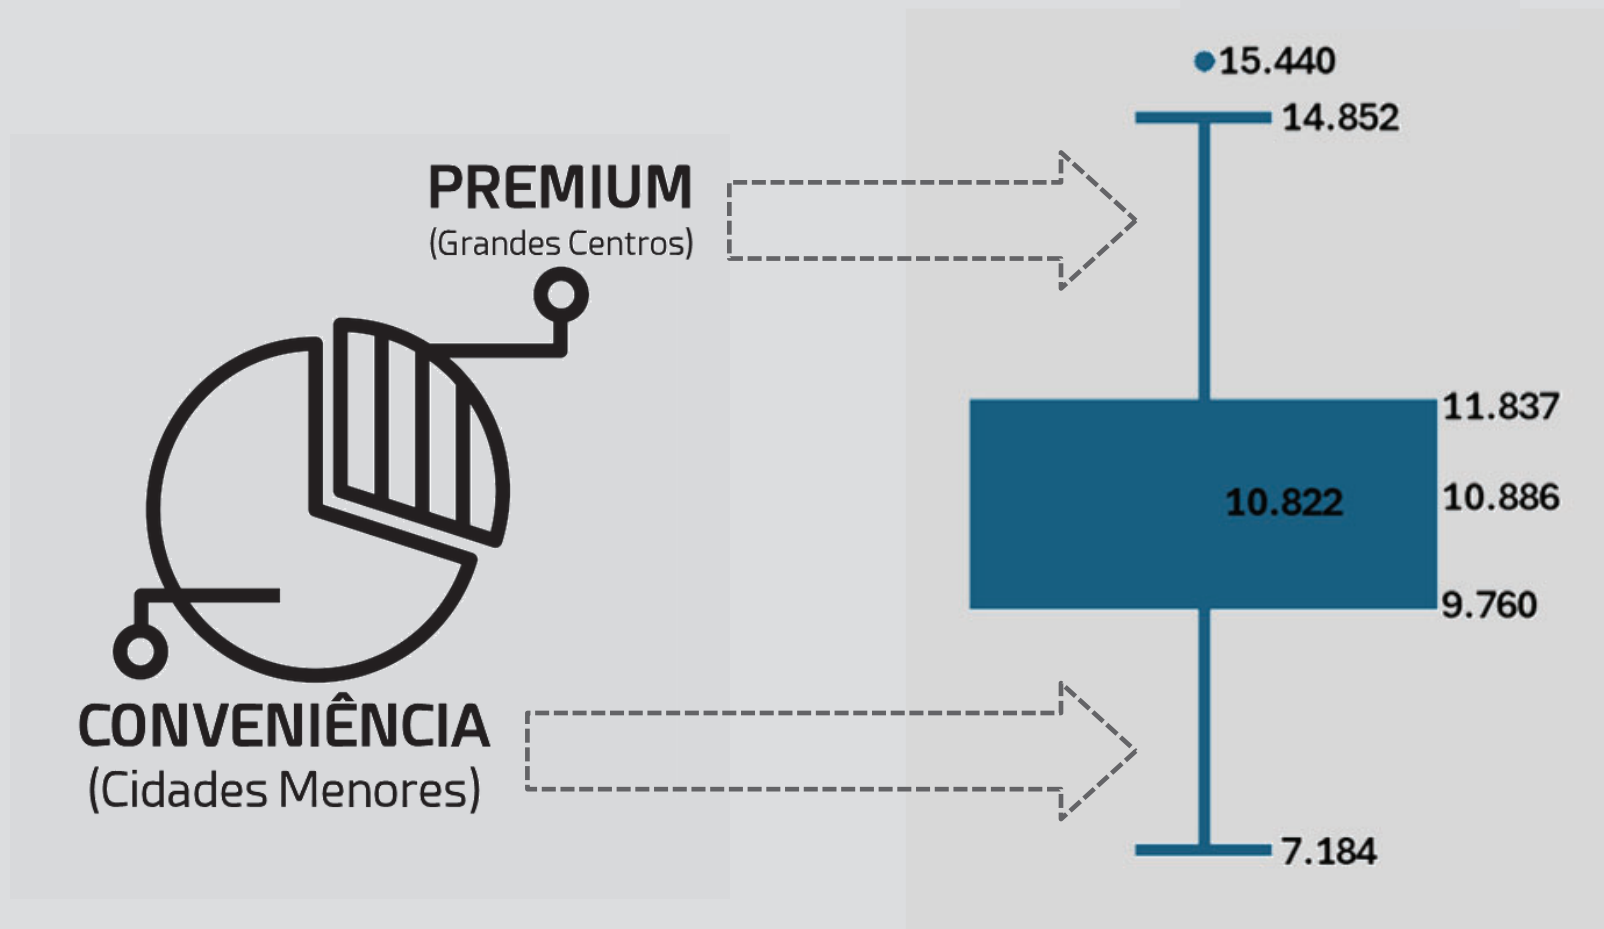 PREMIUM
(Grandes Centros)
CONVENIÊNCIA
(Cidades Menores)
15.440
14.852
11.837
10.822
10.886
9.760
7.184